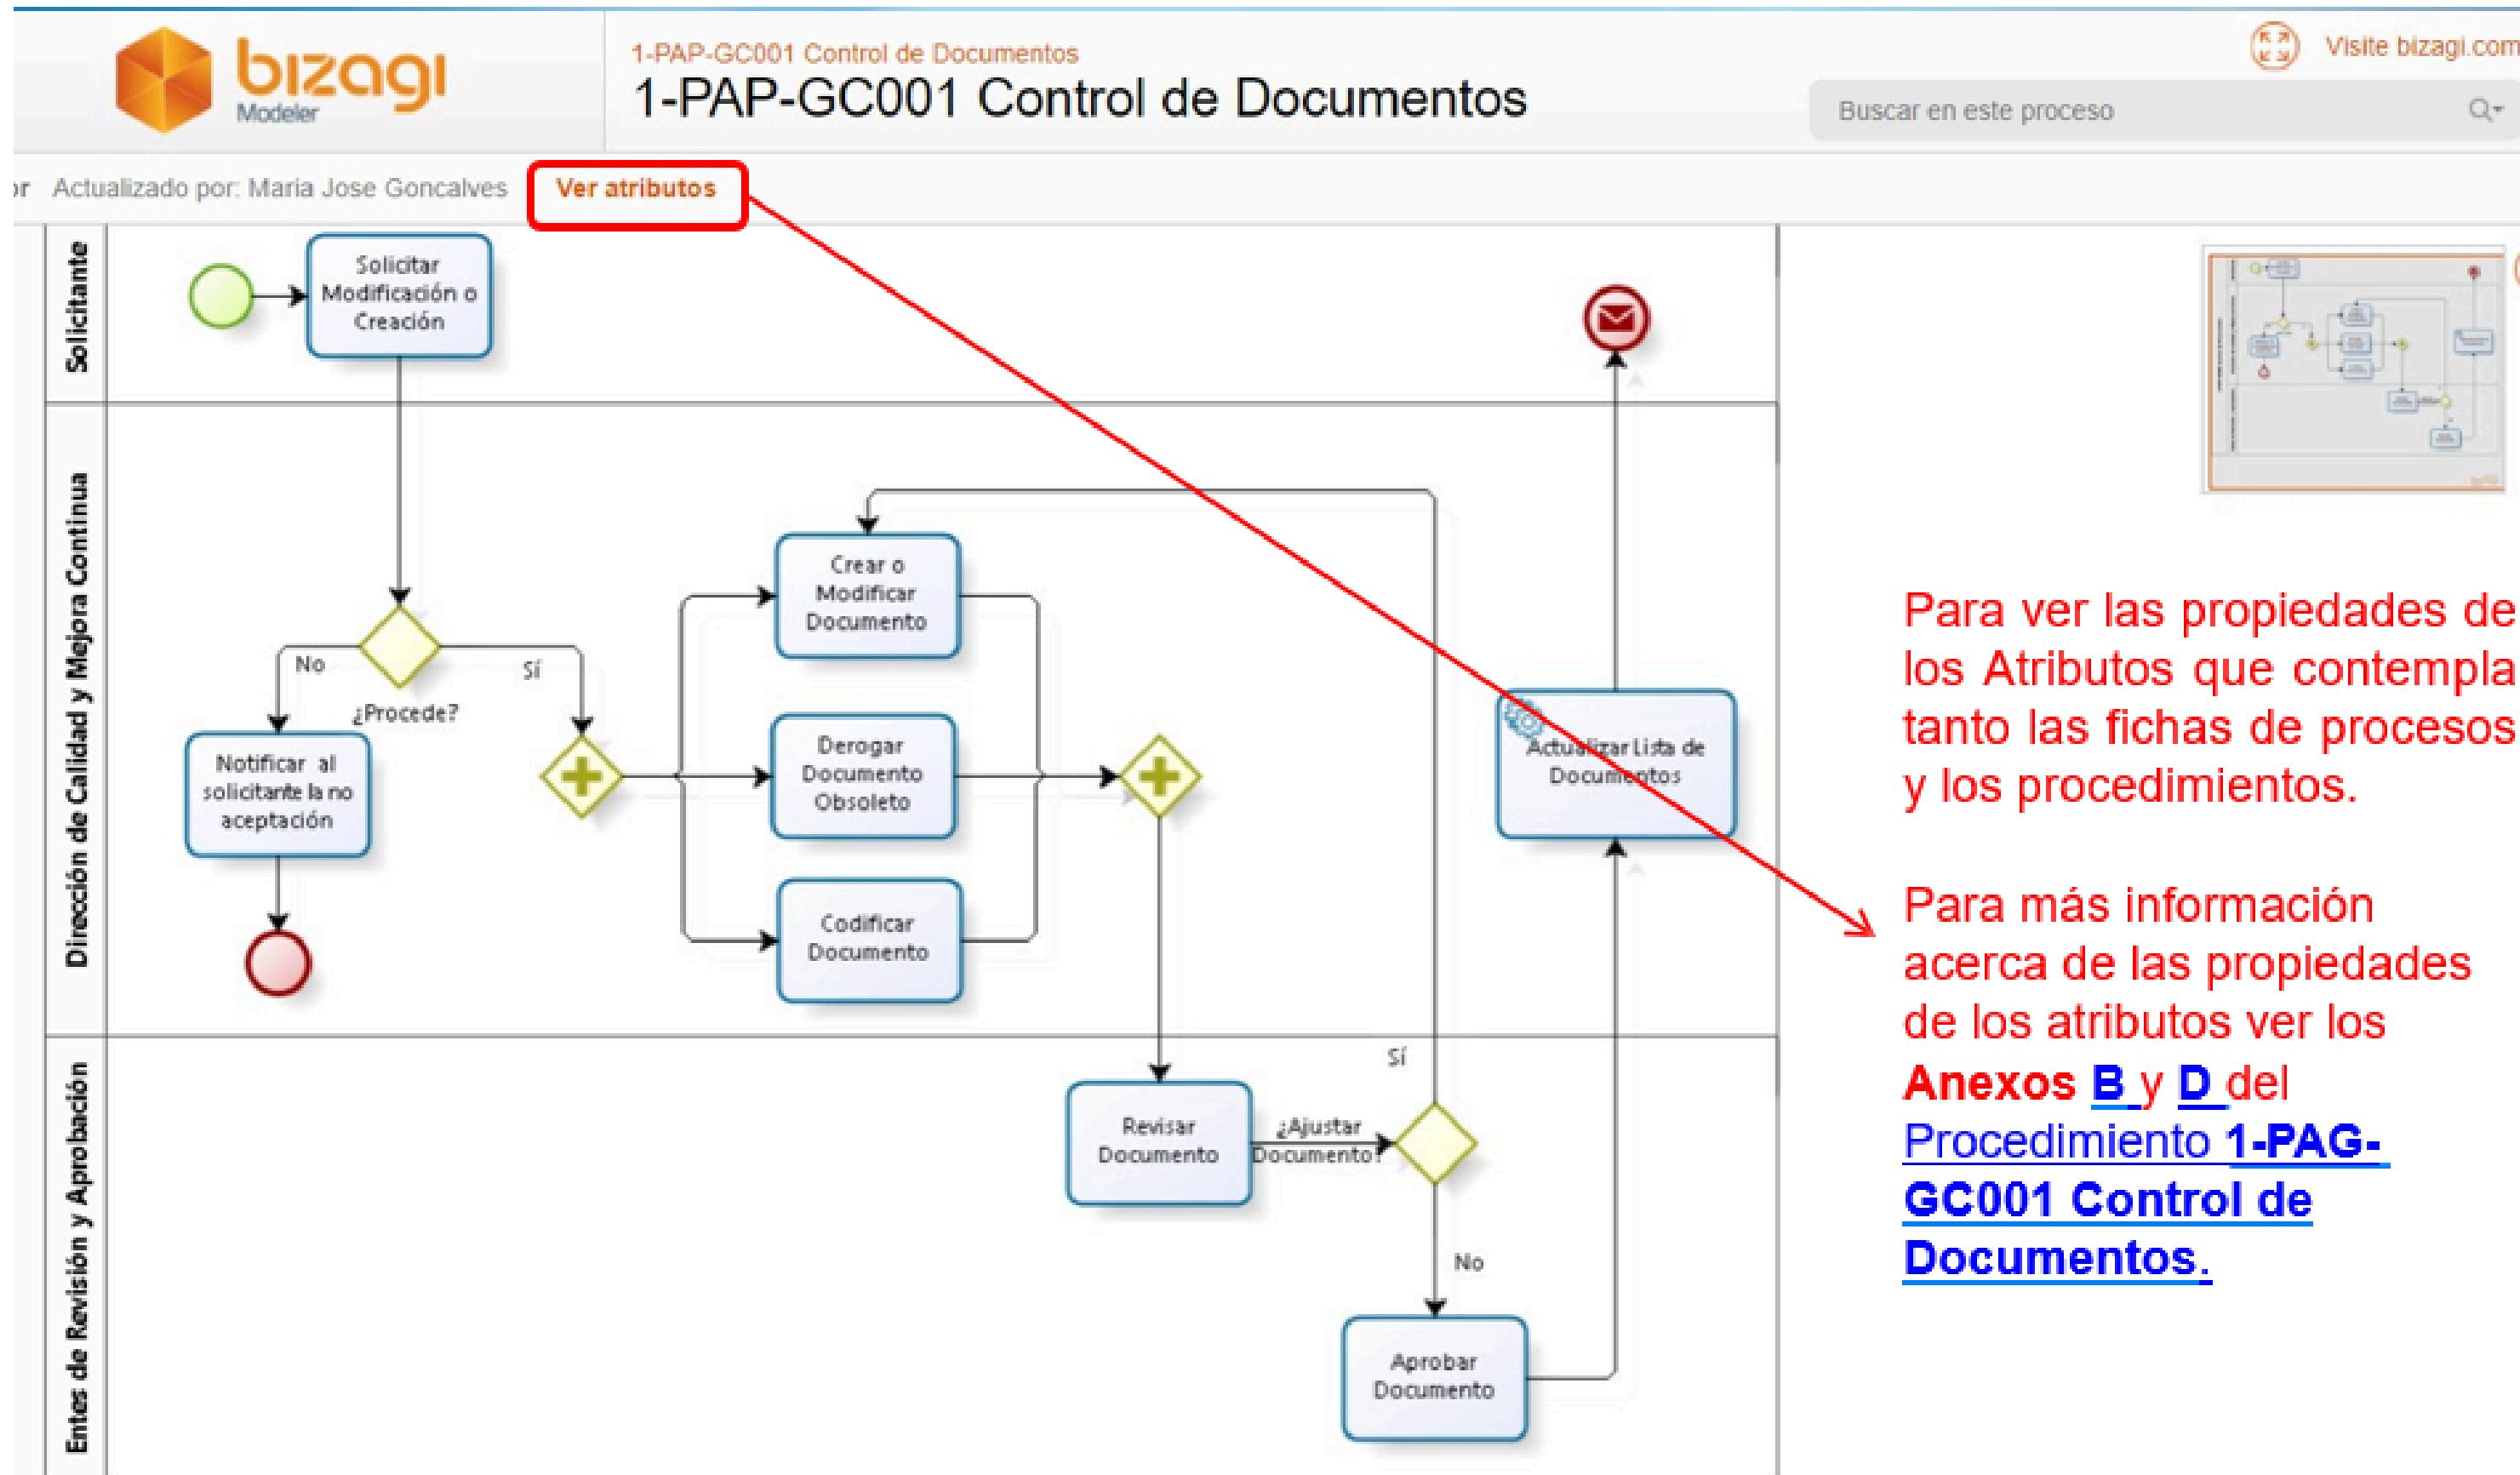 bizagi
Modeler
1-PAP-GC001 Control de Documentos
1-PAP-GC001 Control de Documentos
Visite bizagi.com
Buscar en este proceso
or Actualizado por: Maria Jose Goncalves
Ver atributos
Solicitante
Solicitar
Modificación o
Creación
Dirección de Calidad y Mejora Continua
No
Sí
¿Procede?
Notificar al
solicitante la no
aceptación
Crear o
Modificar
Documento
Derogar
Documento
Obsoleto
Codificar
Documento
Actualizar Lista de
Documentos
Entes de Revisión y Aprobación
Revisar
Documento
¿Ajustar
Documento?
Sí
No
Aprobar
Documento
Para ver las propiedades de
los Atributos que contempla
tanto las fichas de procesos
y los procedimientos.
Para más información
acerca de las propiedades
de los atributos ver los
Anexos B y D del
Procedimiento 1-PAG-
GC001 Control de
Documentos.